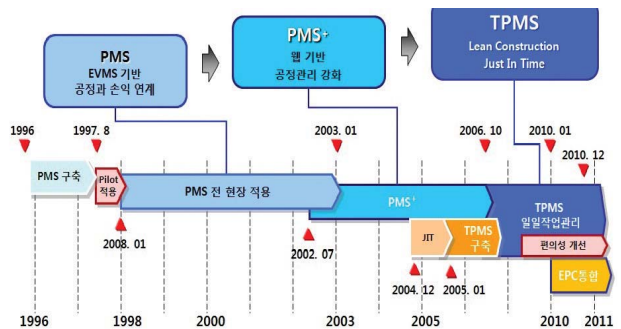 PMS
EVMS 기반
공정과 손익 연계
PMS+
웹 기반
공정관리 강화
TPMS
Lean Construction
Just In Time
1996
1997. 8
2003. 01
2006. 10
2010. 01
2010. 12
PMS 구축
Pilot
적용
PMS 전 현장 적용
PMS+
TPMS
일일작업관리
JIT
TPMS
구축
편의성 개선
EPC통합
2008. 01
2002. 07
2004. 12
2005. 01
1996
1998
2000
2003
2005
2010
2011